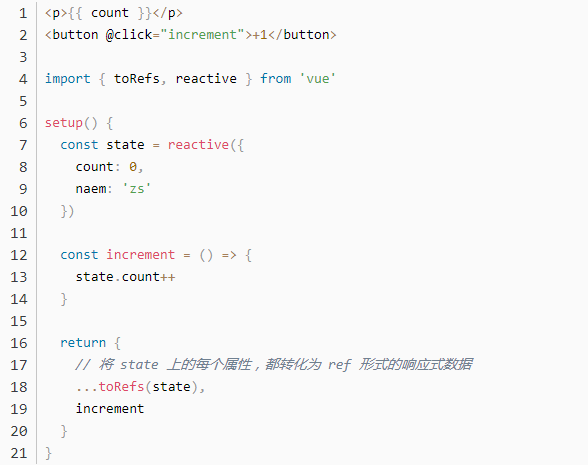 1 <p>{{ count }}</p>
2 <button @click="increment">+1</button>
3
4 import { toRefs, reactive } from 'vue'
5
6 setup() {
7   const state = reactive({
8     count: 0,
9     naem: 'zs'
10   })
11
12   const increment = () => {
13     state.count++
14   }
15
16   return {
17     // 将 state 上的每个属性，都转化为 ref 形式的响应式数据
18     ...toRefs(state),
19     increment
20   }
21 }